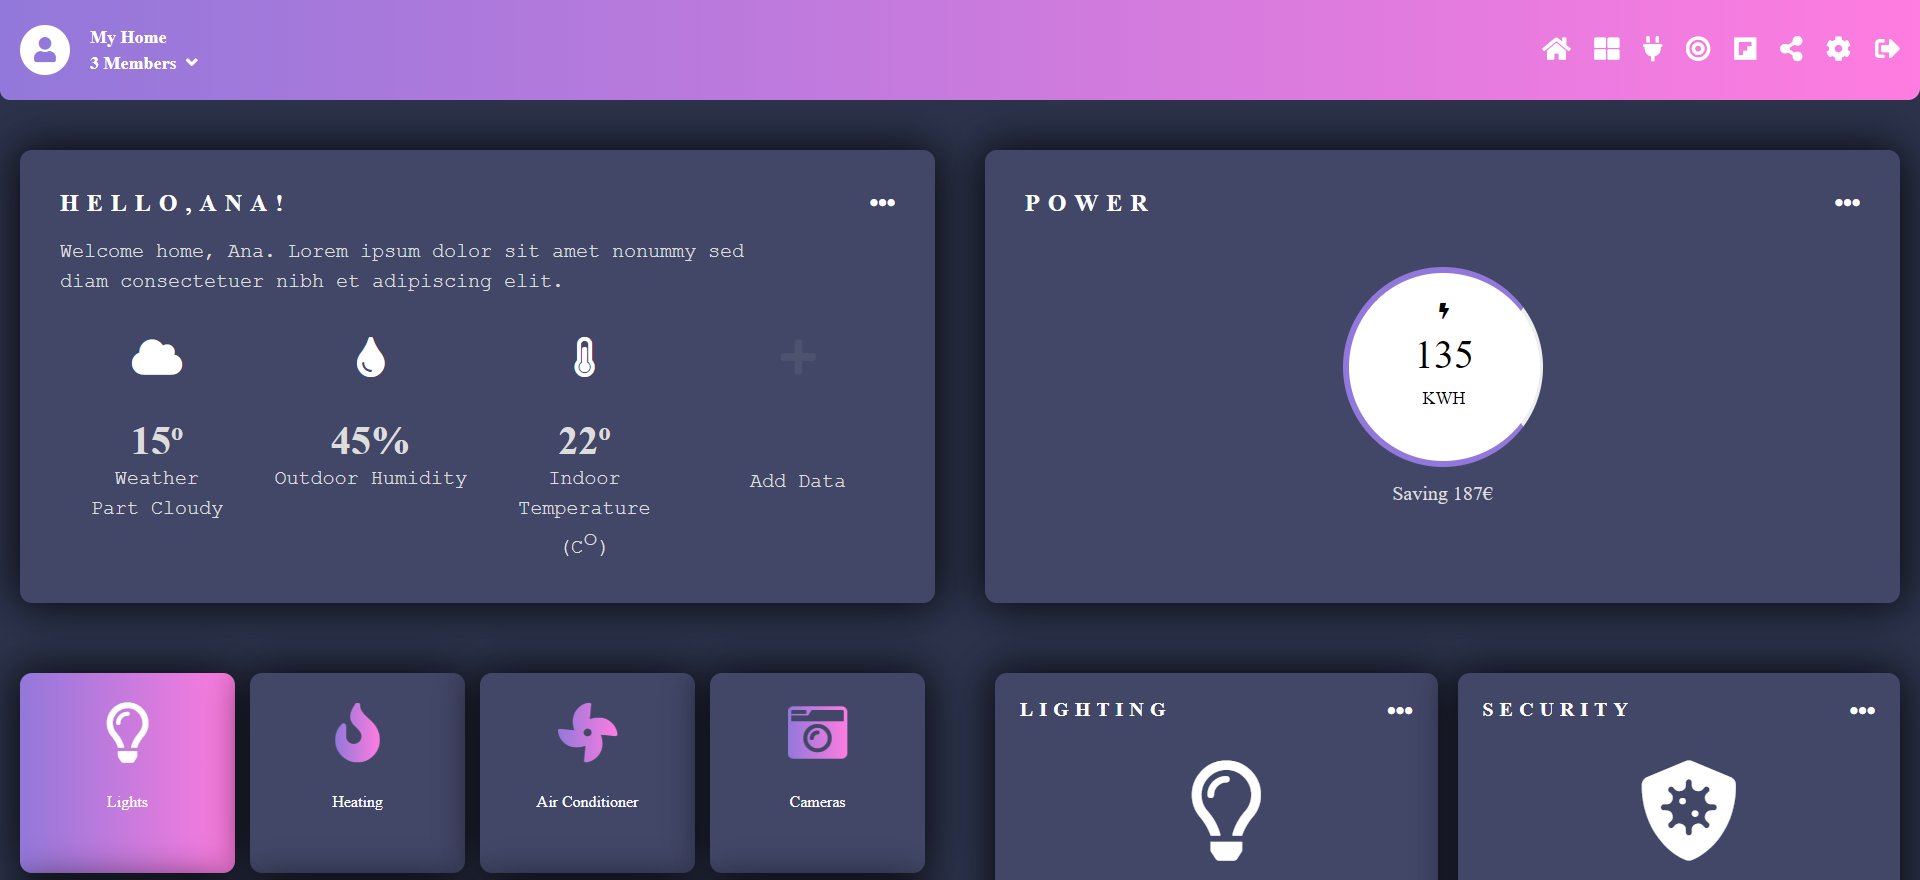 My Home
3 Members
HELLO,ANA!
Welcome home, Ana. Lorem ipsum dolor sit amet nonummy sed
diam consectetuer nibh et adipiscing elit.
15º
Weather
Part Cloudy
45%
Outdoor Humidity
22º
Indoor
Temperature
(CO)
Add Data
POWER
135
KWH
Saving 187€
Lights
Heating
Air Conditioner
Cameras
LIGHTING
SECURITY